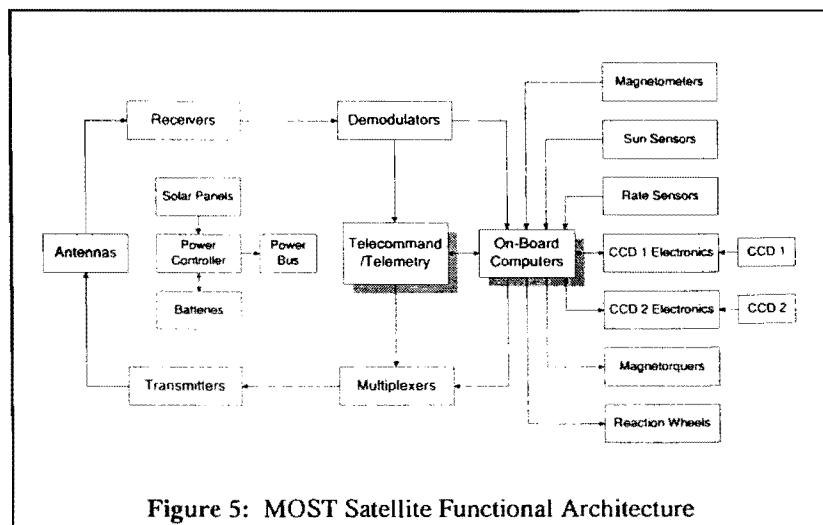 Magnetometers
Receivers
Demodulators
Sun Sensors
Solar Panels
Rate Sensors
Antennas
Power
Controller
Power
Bus
Telecommand
/Telemetry
On-Board
Computers
CCD 1 Electronics
CCD 1
Batteries
CCD 2 Electronics
CCD 2
Transmitters
Multiplexers
Magnetorquers
Reaction Wheels
Figure 5: MOST Satellite Functional Architecture